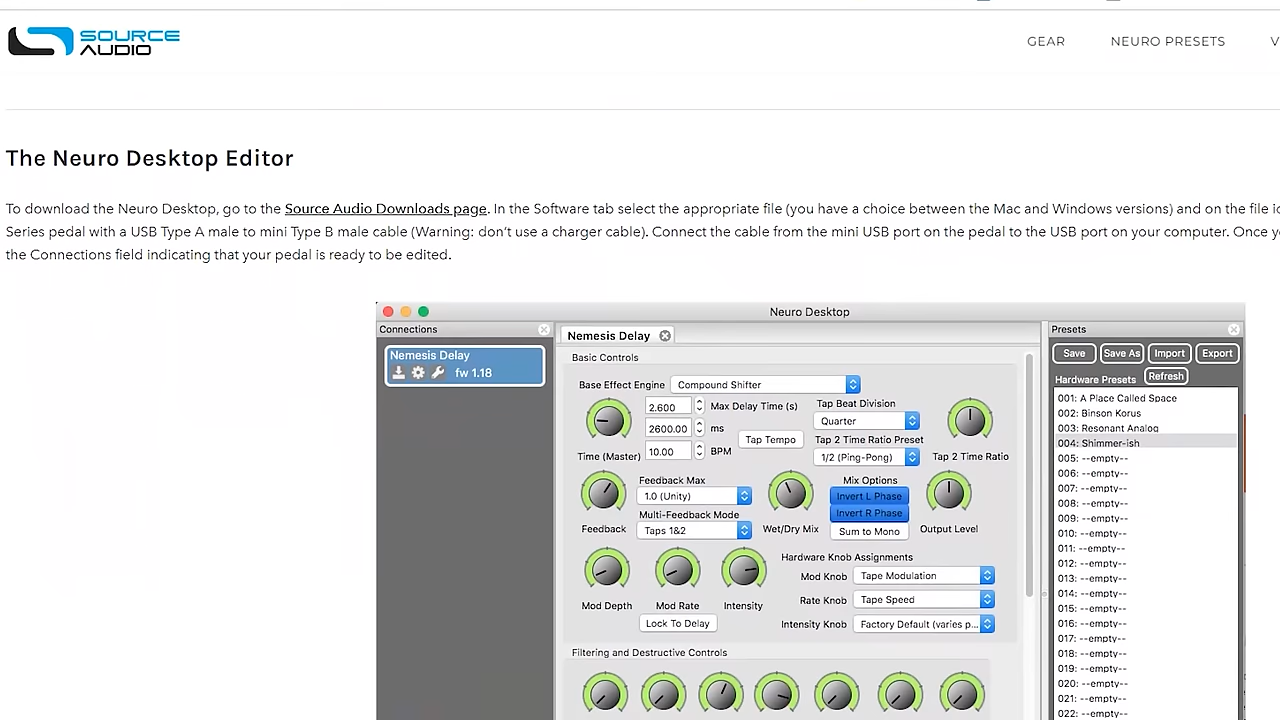 SOURCE
AUDIO
GEAR
NEURO PRESETS
V
The Neuro Desktop Editor
To download the Neuro Desktop, go to the Source Audio Downloads page. In the Software tab select the appropriate file (you have a choice between the Mac and Windows versions) and on the file
Series pedal with a USB Type A male to mini Type B male cable (Warning: don't use a charger cable). Connect the cable from the mini USB port on the pedal to the USB port on your computer. Once
the Connections field indicating that your pedal is ready to be edited.
Neuro Desktop
Connections
Nemesis Delay
fw 1.18
Nemesis Delay
Basic Controls
Base Effect Engine Compound Shifter
2.600 Max Delay Time (s)
2600.00 ms
10.00 BPM
Time (Master)
Tap Tempo
Tap Beat Division
Quarter
Tap 2 Time Ratio Preset
1/2 (Ping-Pong)
Tap 2 Time Ratio
Feedback Max
1.0 (Unity)
Multi-Feedback Mode
Taps 1&2
Feedback
Wet/Dry Mix
Mix Options
Invert L Phase
Invert R Phase
Sum to Mono
Output Level
Mod Depth
Mod Rate
Intensity
Lock To Delay
Hardware Knob Assignments
Mod Knob Tape Modulation
Rate Knob Tape Speed
Intensity Knob Factory Default (varies p...
Filtering and Destructive Controls
Presets
Save
Save As
Import
Export
Hardware Presets
Refresh
001: A Place Called Space
002: Binson Korus
003: Resonant Analog
004: Shimmer-ish
005: --empty--
006: --empty--
007: --empty--
008: --empty--
009: --empty--
010: --empty--
011: --empty--
012: --empty--
013: --empty--
014: --empty--
015: --empty--
016: --empty--
017: --empty--
018: --empty--
019: --empty--
020: --empty--
021: --empty--
022: --empty--